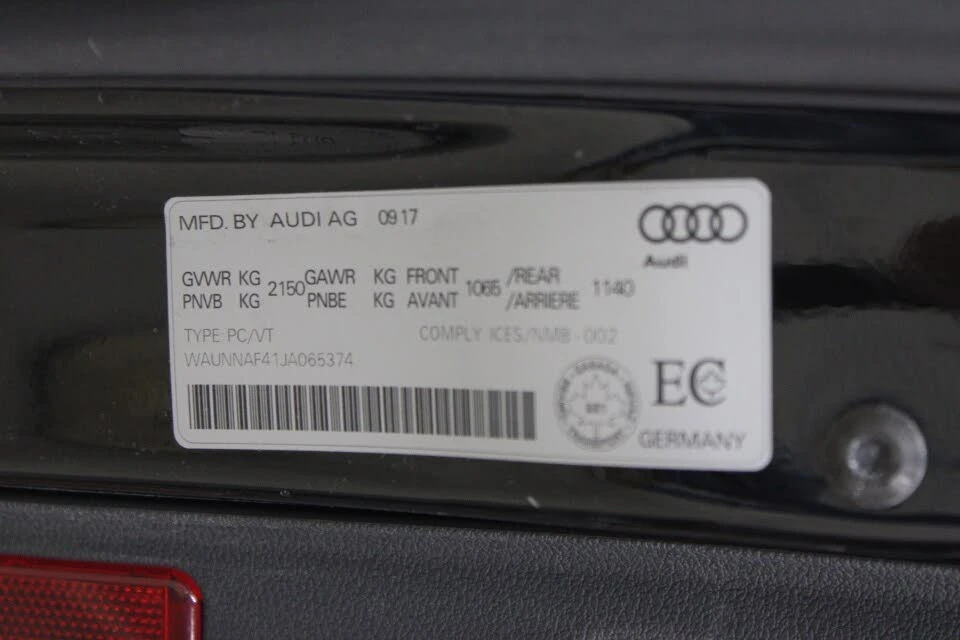 MFD. BY AUDI AG 09 17
Audi
GVWR KG 2150 GAWR KG FRONT 1065 /REAR 1140
PNVB KG PNBE KG AVANT /ARRIERE
TYPE PC/VT COMPLY ICES/NMB-002
WAUNNAF41JA065374
CANADA
EC
GERMANY